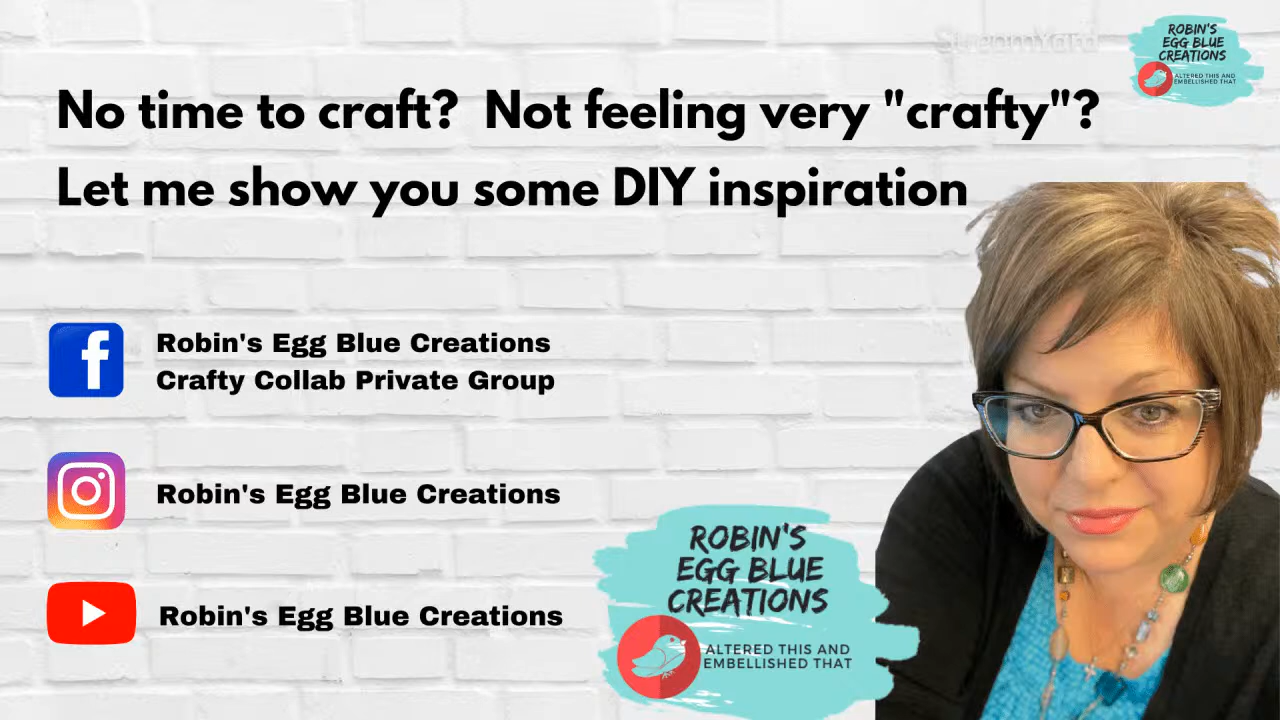 StreamYard
ROBIN'S
EGG BLUE
CREATIONS
ALTERED THIS AND
EMBELLISHED THAT
No time to craft?  Not feeling very "crafty"?
Let me show you some DIY inspiration
f
Robin's Egg Blue Creations
Crafty Collab Private Group
Robin's Egg Blue Creations
Robin's Egg Blue Creations
ROBIN'S
EGG BLUE
CREATIONS
ALTERED THIS AND
EMBELLISHED THAT